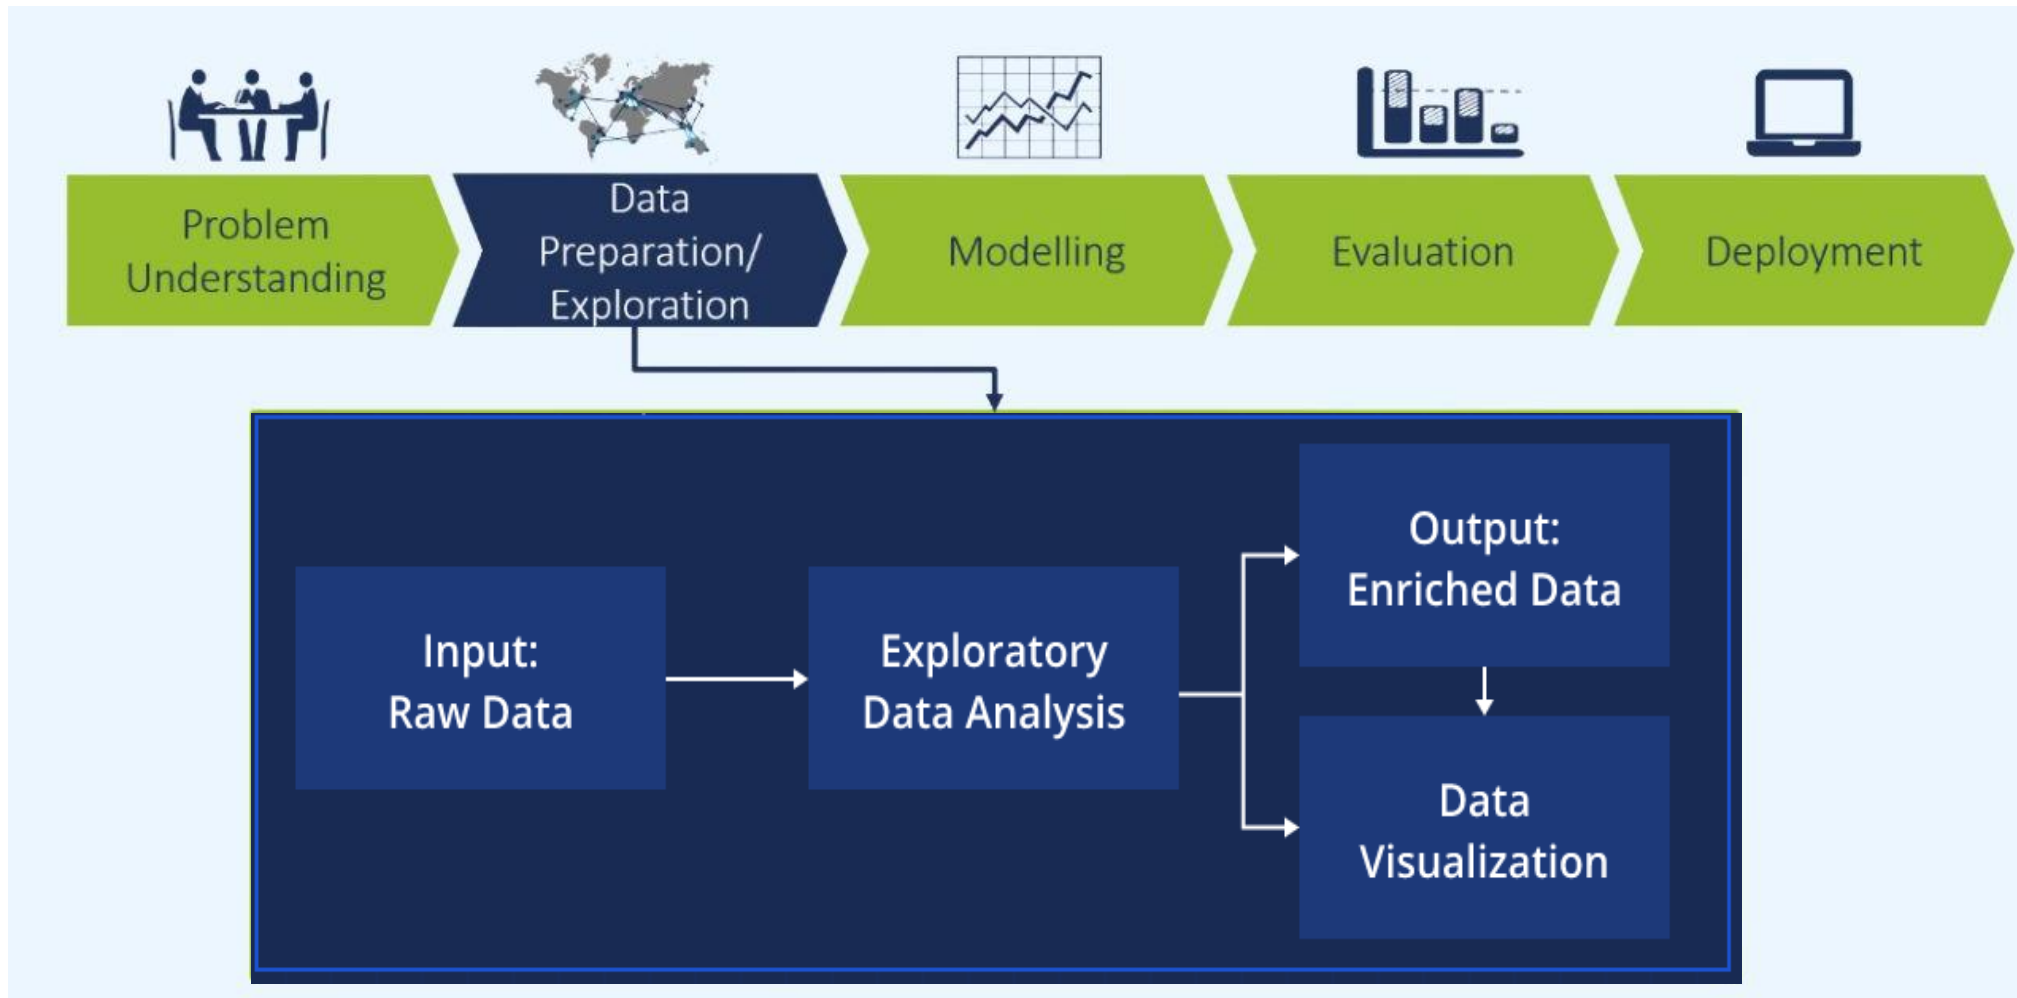 Problem
Understanding
Data
Preparation/
Exploration
Modelling
Evaluation
Deployment
Input:
Raw Data
Exploratory
Data Analysis
Output:
Enriched Data
Data
Visualization